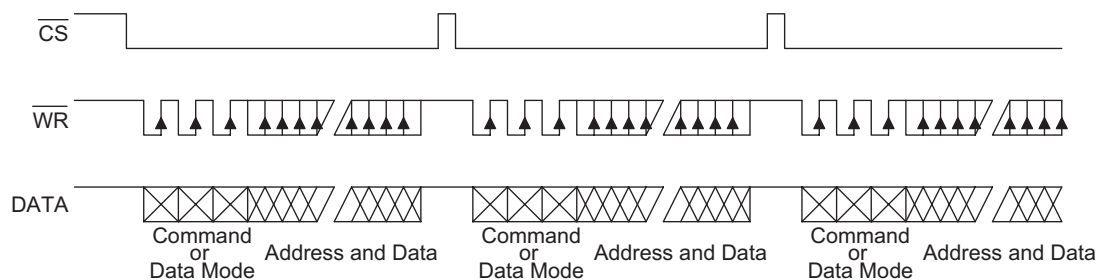 CS
WR
DATA
Command
or
Data Mode
Address and Data
Command
or
Data Mode
Address and Data
Command
or
Data Mode
Address and Data